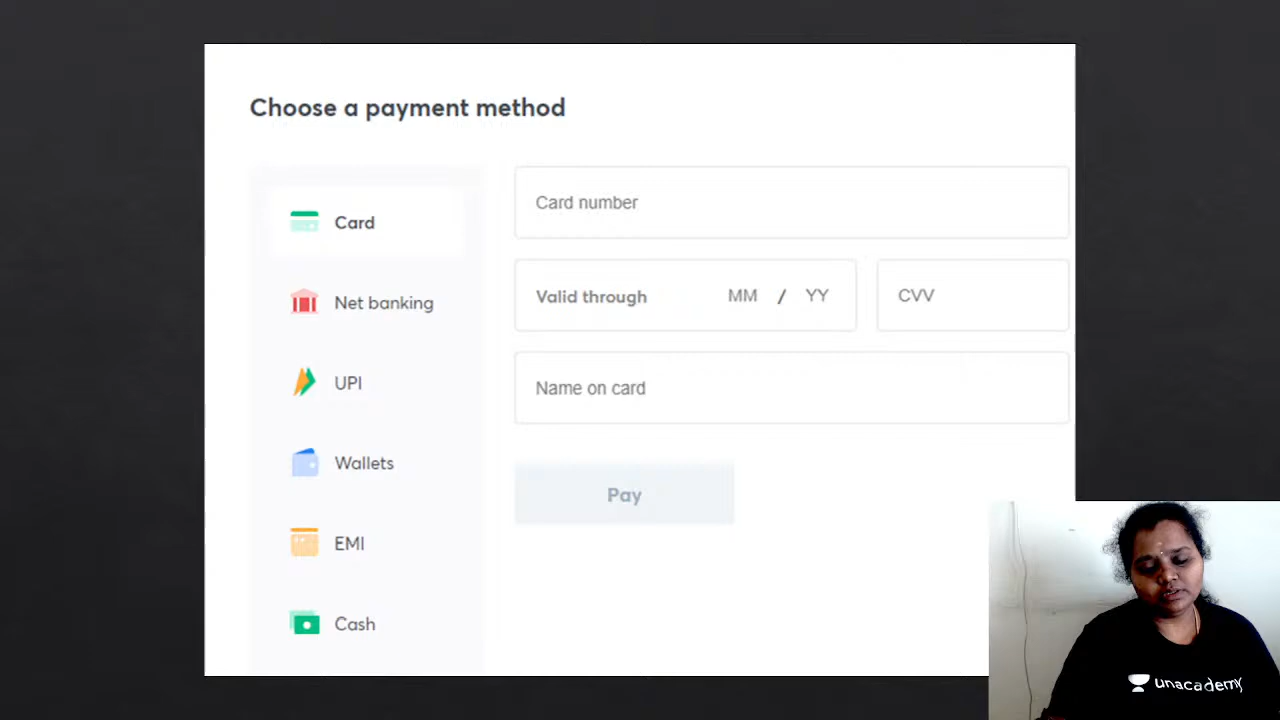 Choose a payment method
Card
Net banking
UPI
Wallets
EMI
Cash
Card number
Valid through MM / YY
CVV
Name on card
Pay
unacademy